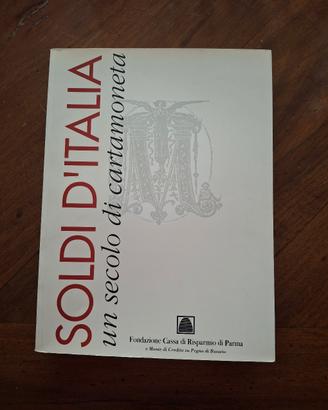 SOLDI D'ITALIA
un secolo di cartamoneta
Fondazione Cassa di Risparmio di Parma
e Monte di Credito su Pegno di Busseto